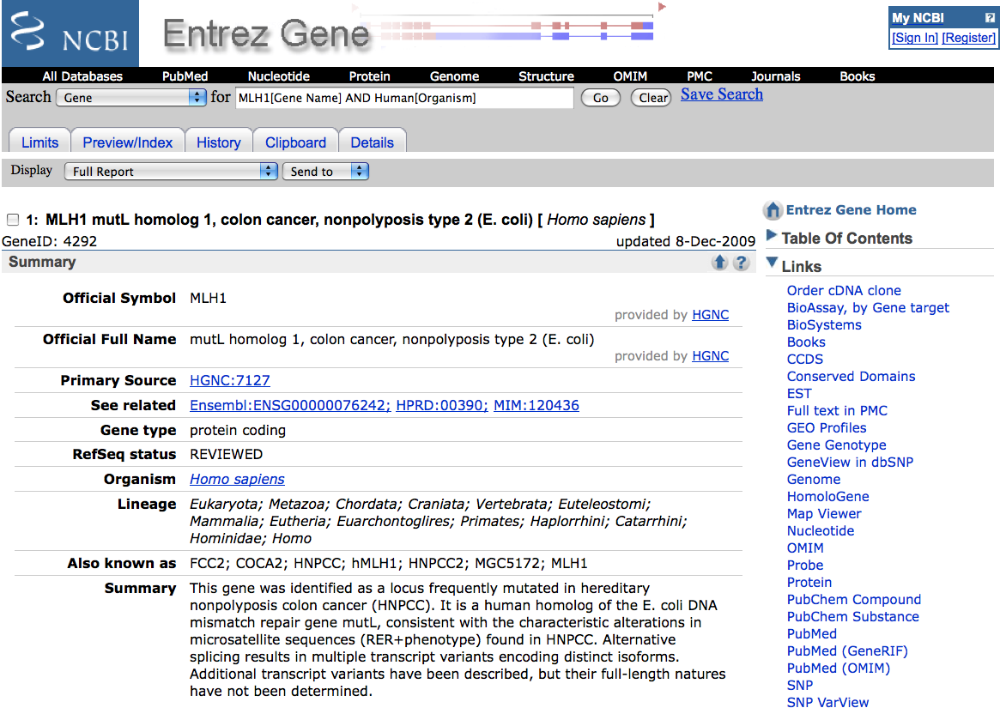 NCBI
Entrez Gene
My NCBI ?
[Sign In] [Register]
All Databases PubMed Nucleotide Protein Genome Structure OMIM PMC Journals Books
Search Gene for MLH1[Gene Name] AND Human[Organism] Go Clear Save Search
Limits Preview/Index History Clipboard Details
Display Full Report Send to
1: MLH1 mutL homolog 1, colon cancer, nonpolyposis type 2 (E. coli) [ Homo sapiens ]
GeneID: 4292 updated 8-Dec-2009
Summary ?
Official Symbol MLH1
provided by HGNC
Official Full Name mutL homolog 1, colon cancer, nonpolyposis type 2 (E. coli)
provided by HGNC
Primary Source HGNC:7127
See related Ensembl:ENSG00000076242; HPRD:00390; MIM:120436
Gene type protein coding
RefSeq status REVIEWED
Organism Homo sapiens
Lineage Eukaryota; Metazoa; Chordata; Craniata; Vertebrata; Euteleostomi;
Mammalia; Eutheria; Euarchontoglires; Primates; Haplorrhini; Catarrhini;
Hominidae; Homo
Also known as FCC2; COCA2; HNPCC; hMLH1; HNPCC2; MGC5172; MLH1
Summary This gene was identified as a locus frequently mutated in hereditary
nonpolyposis colon cancer (HNPCC). It is a human homolog of the E. coli DNA
mismatch repair gene mutL, consistent with the characteristic alterations in
microsatellite sequences (RER+phenotype) found in HNPCC. Alternative
splicing results in multiple transcript variants encoding distinct isoforms.
Additional transcript variants have been described, but their full-length natures
have not been determined.
Entrez Gene Home
Table Of Contents
Links
Order cDNA clone
BioAssay, by Gene target
BioSystems
Books
CCDS
Conserved Domains
EST
Full text in PMC
GEO Profiles
Gene Genotype
GeneView in dbSNP
Genome
HomoloGene
Map Viewer
Nucleotide
OMIM
Probe
Protein
PubChem Compound
PubChem Substance
PubMed
PubMed (GeneRIF)
PubMed (OMIM)
SNP
SNP VarView